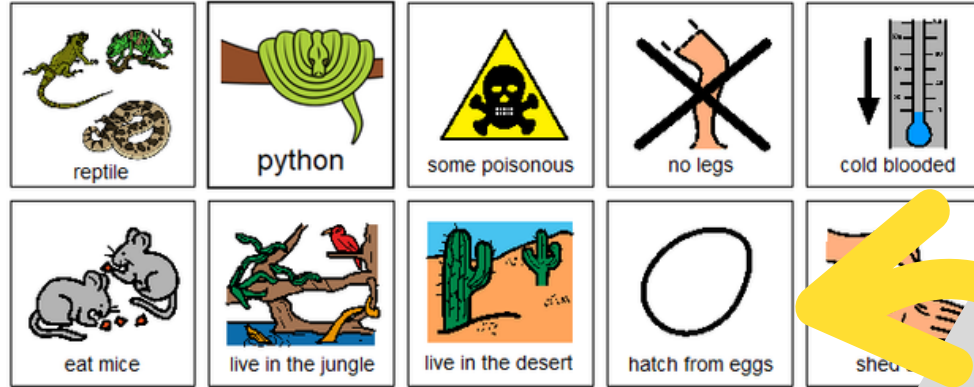 reptile
python
some poisonous
no legs
cold blooded
eat mice
live in the jungle
live in the desert
hatch from eggs
shed